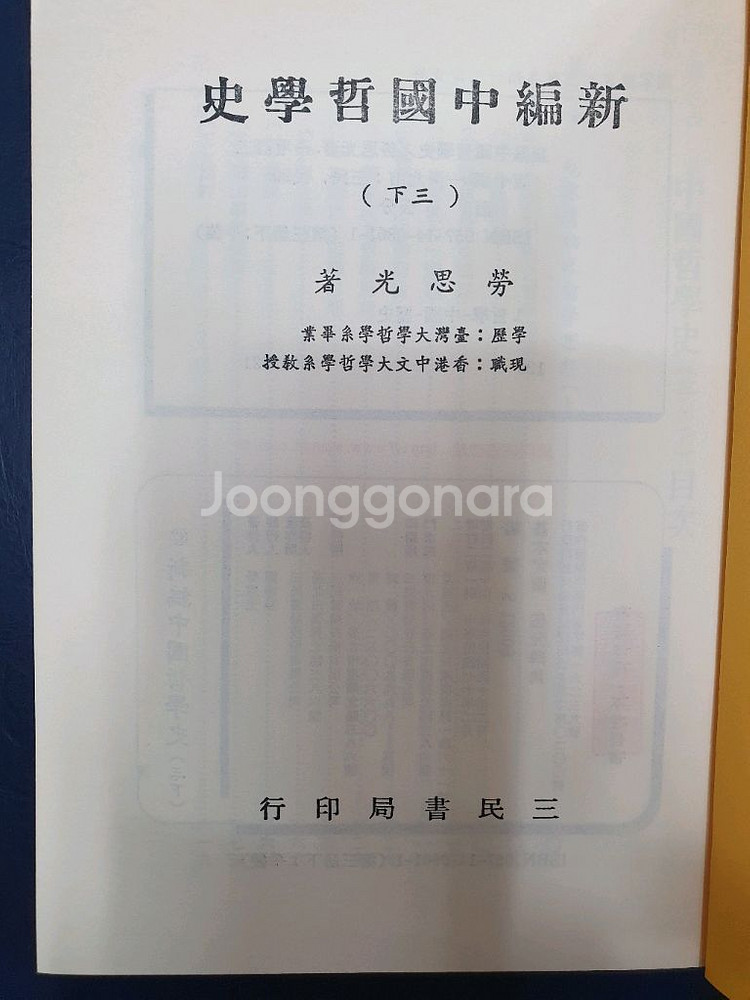 新編中國哲學史
(三下)
勞思光著
學歷：臺灣大學哲學系畢業
現職：香港中文大學哲學系教授
Joonggonara
三民書局印行